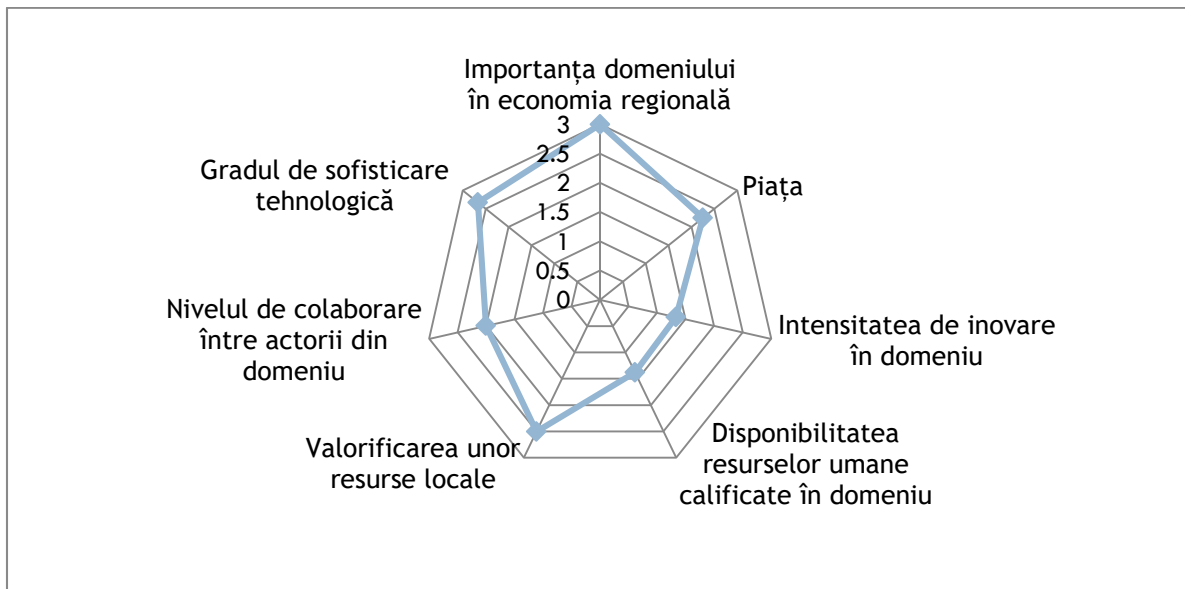 Importanța domeniului
în economia regională
3
2.5
2
1.5
1
0.5
0
Piața
Intensitatea de inovare
în domeniu
Disponibilitatea
resurselor umane
calificate în domeniu
Valorificarea unor
resurse locale
Nivelul de colaborare
între actorii din
domeniu
Gradul de sofisticare
tehnologică